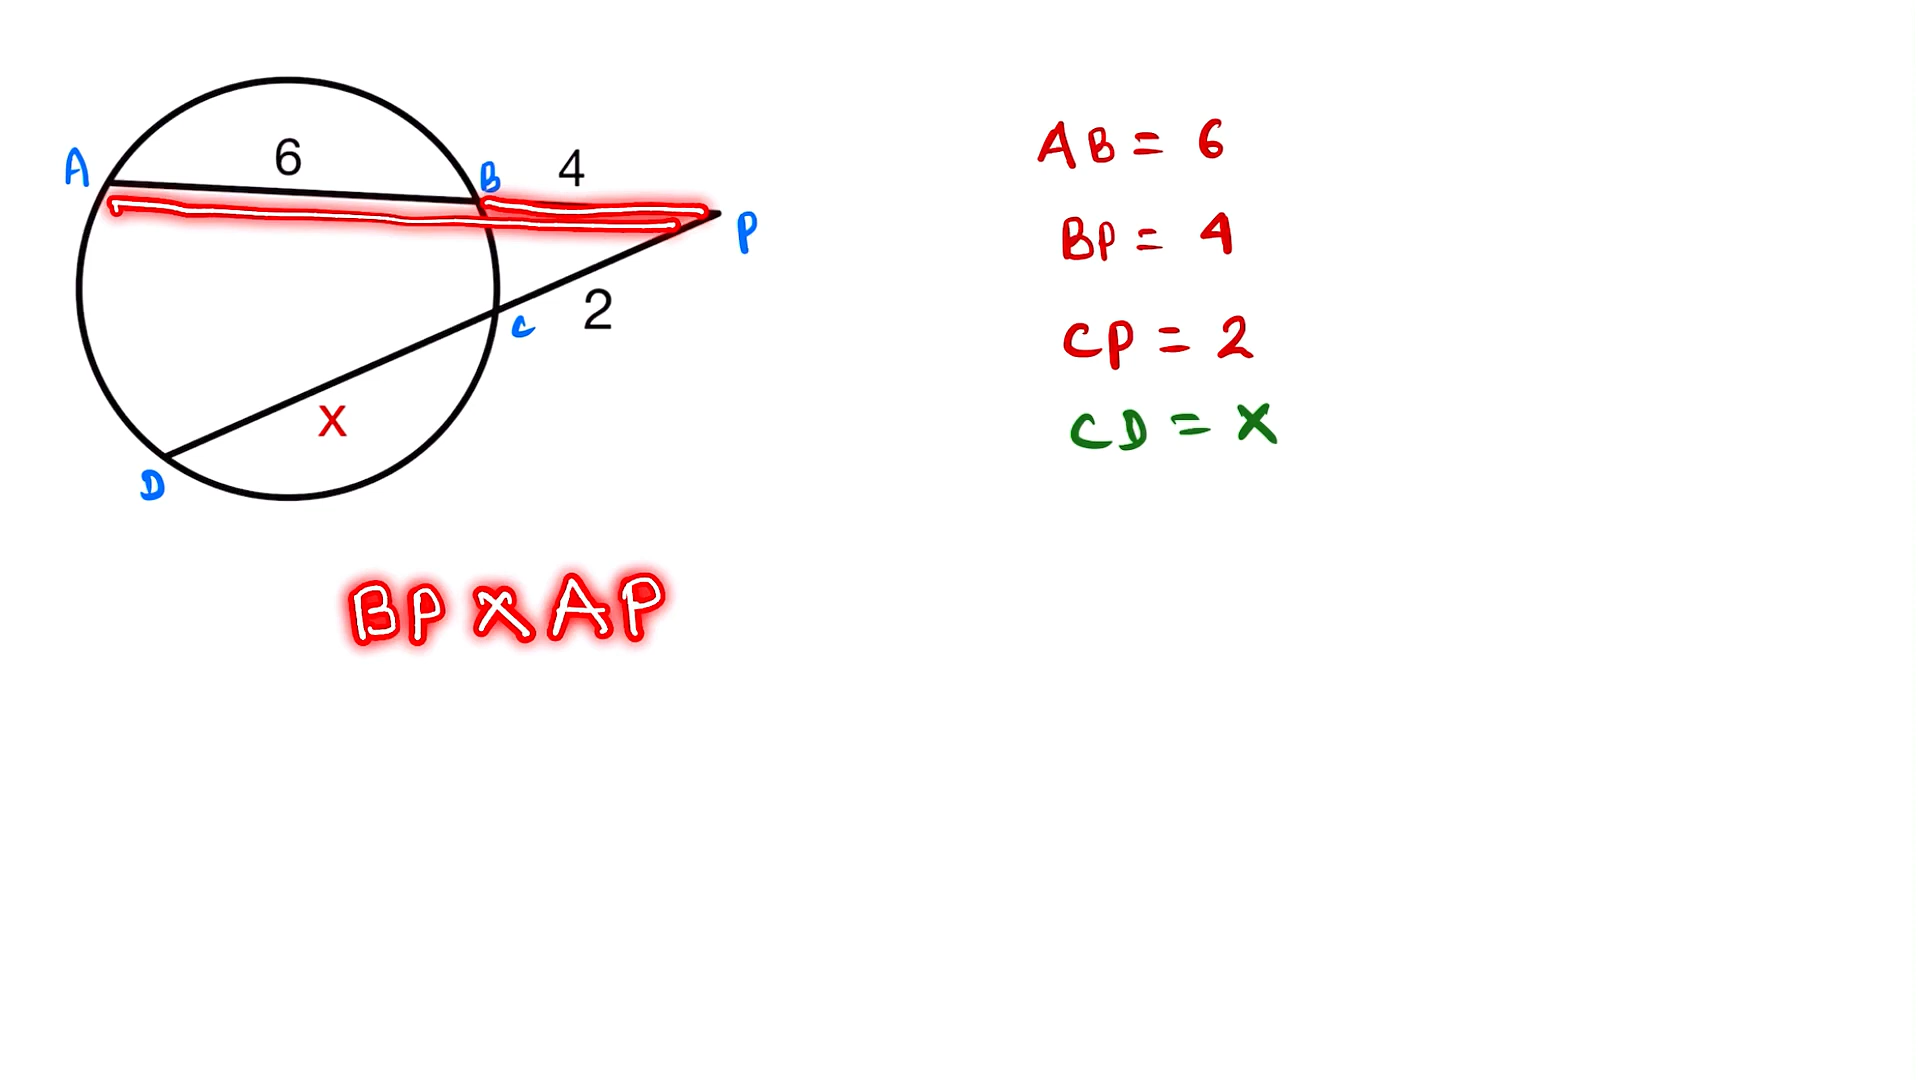 A
6
B
4
P
2
C
x
D
AB = 6
BP = 4
CP = 2
CD = x
BP x AP